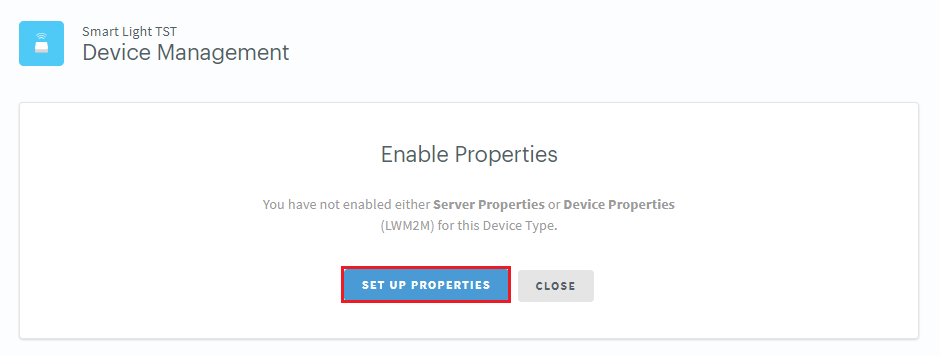 Smart Light TST
Device Management
Enable Properties
You have not enabled either Server Properties or Device Properties
(LWM2M) for this Device Type.
SET UP PROPERTIES
CLOSE